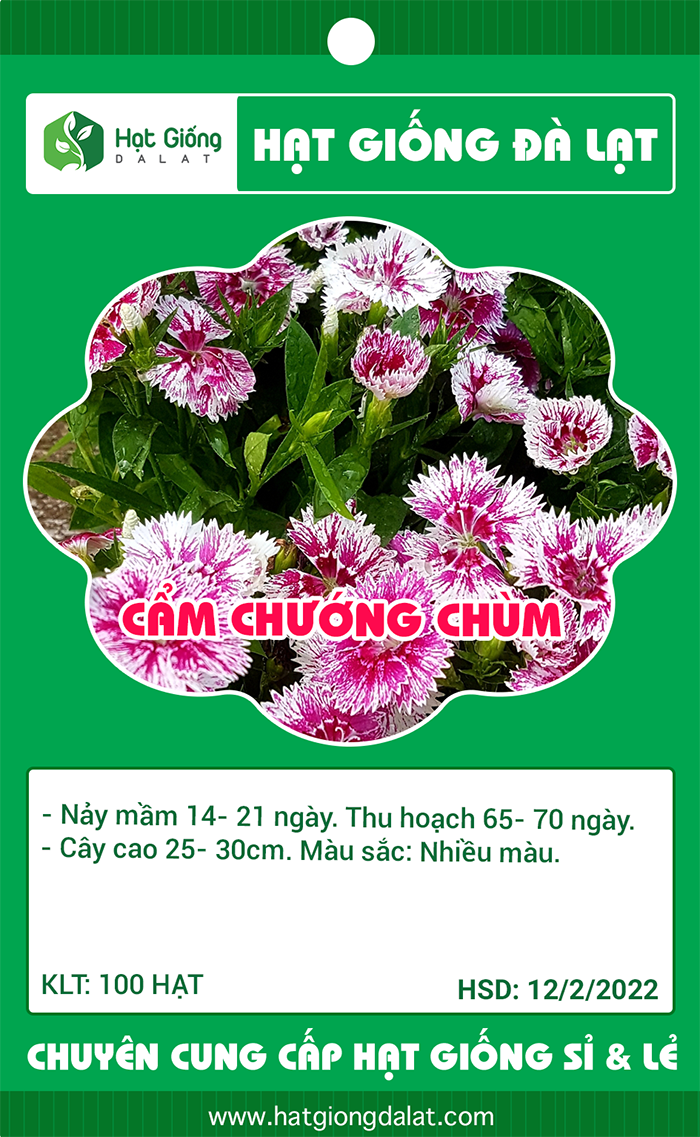 Hạt Giống
DALAT
HẠT GIỐNG ĐÀ LẠT
CẨM CHƯỚNG CHÙM
- Nảy mầm 14- 21 ngày. Thu hoạch 65- 70 ngày.
- Cây cao 25- 30cm. Màu sắc: Nhiều màu.
KLT: 100 HẠT
HSD: 12/2/2022
CHUYÊN CUNG CẤP HẠT GIỐNG SỈ & LẺ
www.hatgiongdalat.com